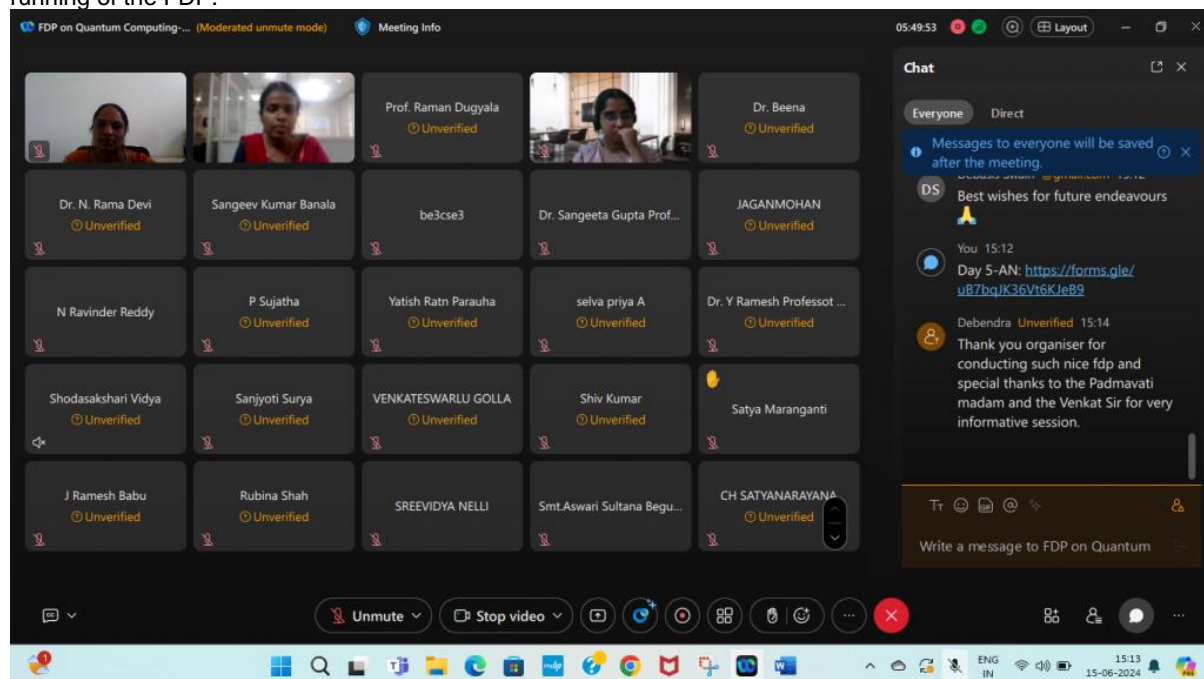 running of the FDP.
FDP on Quantum Computing-... (Moderated unmute mode) Meeting Info 05:49:53 Layout
Chat
Everyone Direct
Messages to everyone will be saved
after the meeting.
DS
Best wishes for future endeavours
You 15:12
Day 5-AN: https://forms.gle/
uB7bqJK36Vt6KJeB9
Debendra Unverified 15:14
Thank you organiser for
conducting such nice fdp and
special thanks to the Padmavati
madam and the Venkat Sir for very
informative session.
Write a message to FDP on Quantum
Prof. Raman Dugyala
Unverified
Dr. Beena
Unverified
Dr. N. Rama Devi
Unverified
Sangeev Kumar Banala
Unverified
be3cse3
Dr. Sangeeta Gupta Prof...
JAGANMOHAN
Unverified
N Ravinder Reddy
P Sujatha
Unverified
Yatish Ratn Parauha
Unverified
selva priya A
Unverified
Dr. Y Ramesh Professot ...
Unverified
Shodasakshari Vidya
Unverified
Sanjyoti Surya
Unverified
VENKATESWARLU GOLLA
Unverified
Shiv Kumar
Unverified
Satya Maranganti
J Ramesh Babu
Unverified
Rubina Shah
Unverified
SREEVIDYA NELLI
Smt.Aswari Sultana Begu...
CH SATYANARAYANA
Unverified
Unmute Stop video
ENG
IN
15:13
15-06-2024